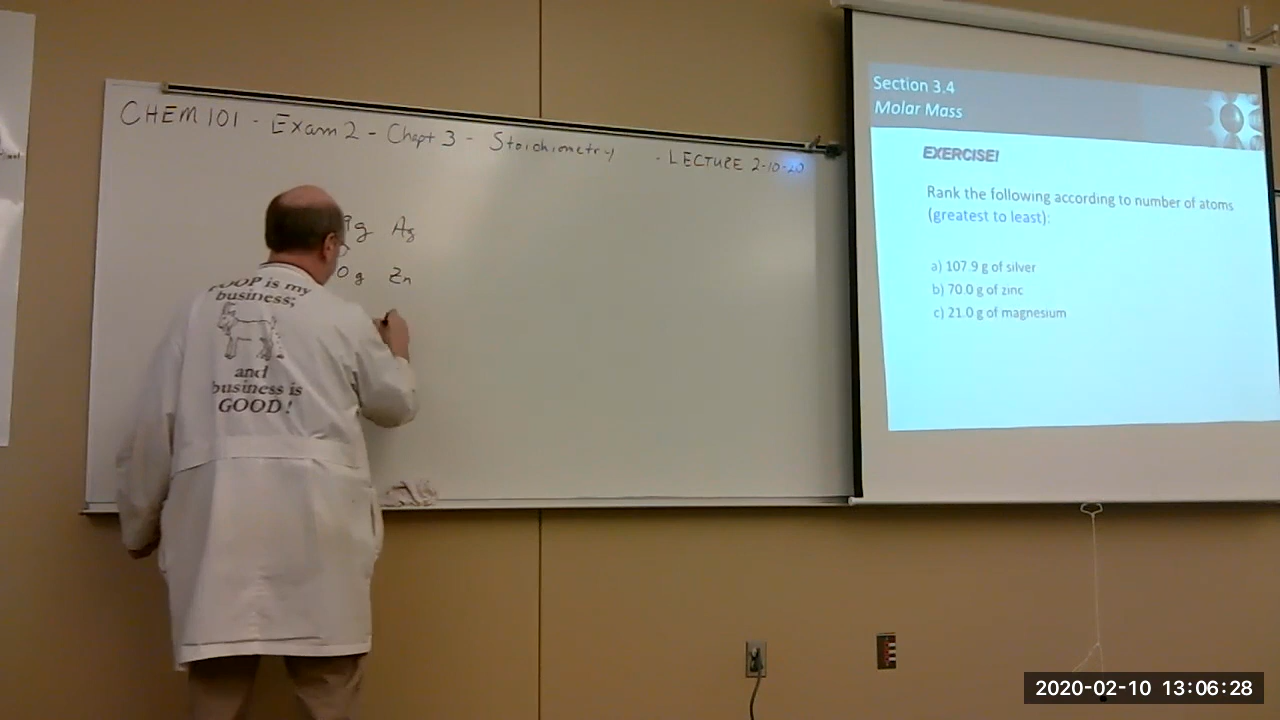 CHEM 101 - Exam 2 - Chapt 3 - Stoichiometry - LECTURE 2-10-20
9g Ag
0 g Zn
POOP is my
business;
and
business is
GOOD!
Section 3.4
Molar Mass
EXERCISE!
Rank the following according to number of atoms
(greatest to least):
a) 107.9 g of silver
b) 70.0 g of zinc
c) 21.0 g of magnesium
2020-02-10 13:06:28